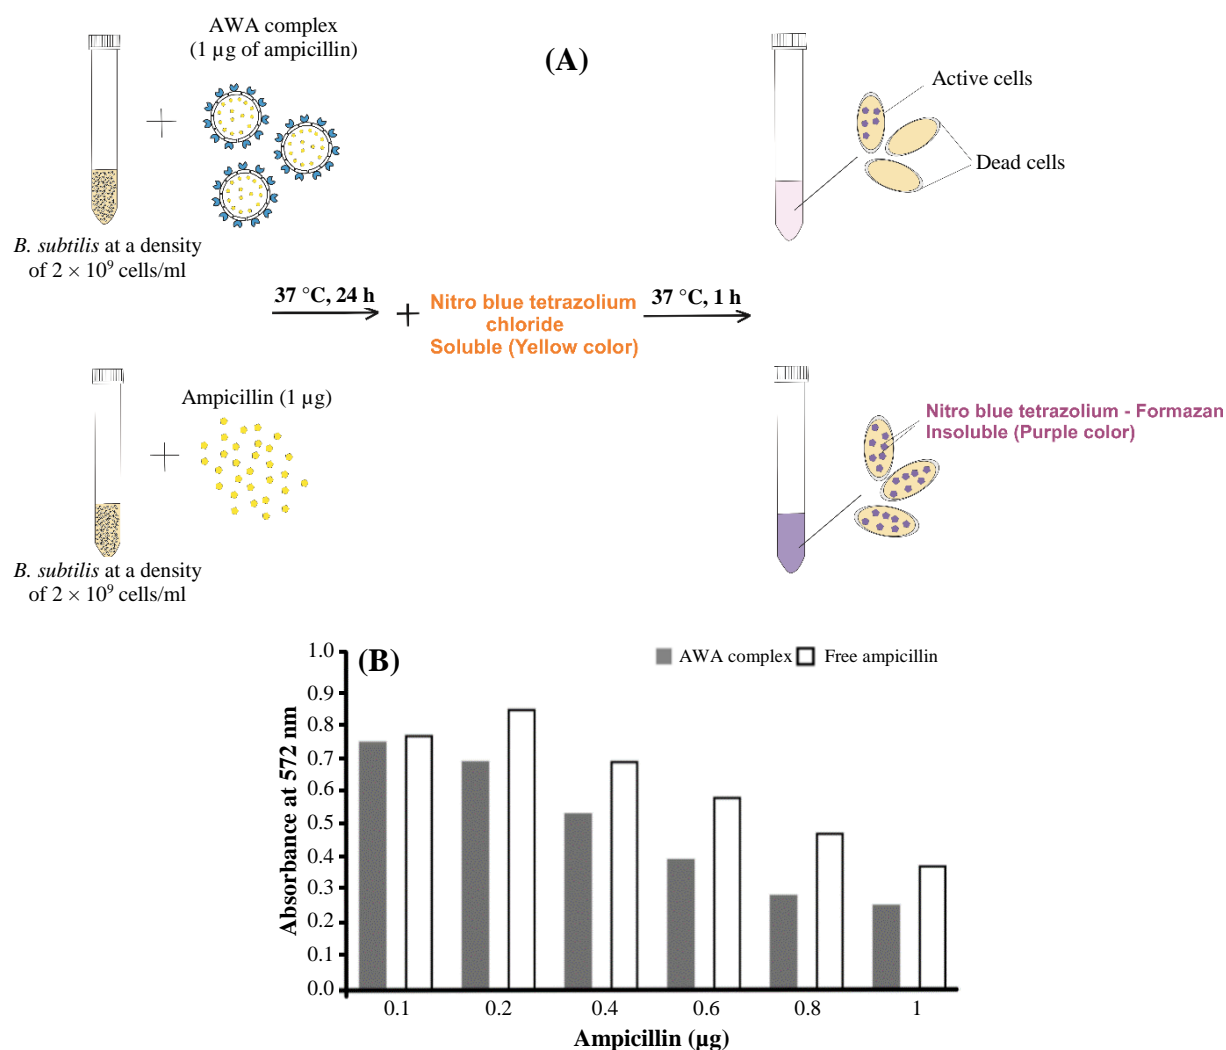 AWA complex
(1 µg of ampicillin)
(A)
Active cells
Dead cells
B. subtilis at a density
of 2 × 10⁹ cells/ml
37 °C, 24 h
Nitro blue tetrazolium
chloride
Soluble (Yellow color)
37 °C, 1 h
Ampicillin (1 µg)
Nitro blue tetrazolium - Formazan
Insoluble (Purple color)
B. subtilis at a density
of 2 × 10⁹ cells/ml
(B)
AWA complex
Free ampicillin
Absorbance at 572 nm
1.0
0.9
0.8
0.7
0.6
0.5
0.4
0.3
0.2
0.1
0.0
0.1 0.2 0.4 0.6 0.8 1
Ampicillin (µg)